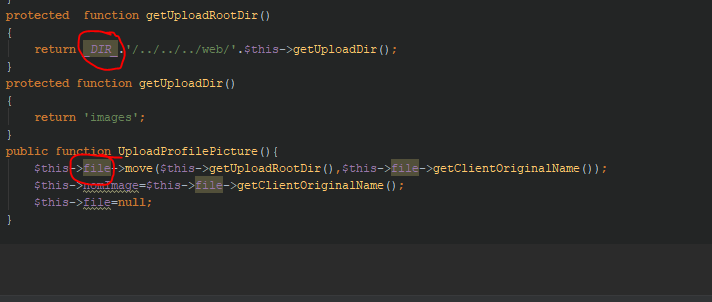 protected  function getUploadRootDir()
{
    return _DIR_.'/../../../web/'.$this->getUploadDir();
}
protected function getUploadDir()
{
    return 'images';
}
public function UploadProfilePicture(){
    $this->file->move($this->getUploadRootDir(),$this->file->getClientOriginalName());
    $this->nomImage=$this->file->getClientOriginalName();
    $this->file=null;
}